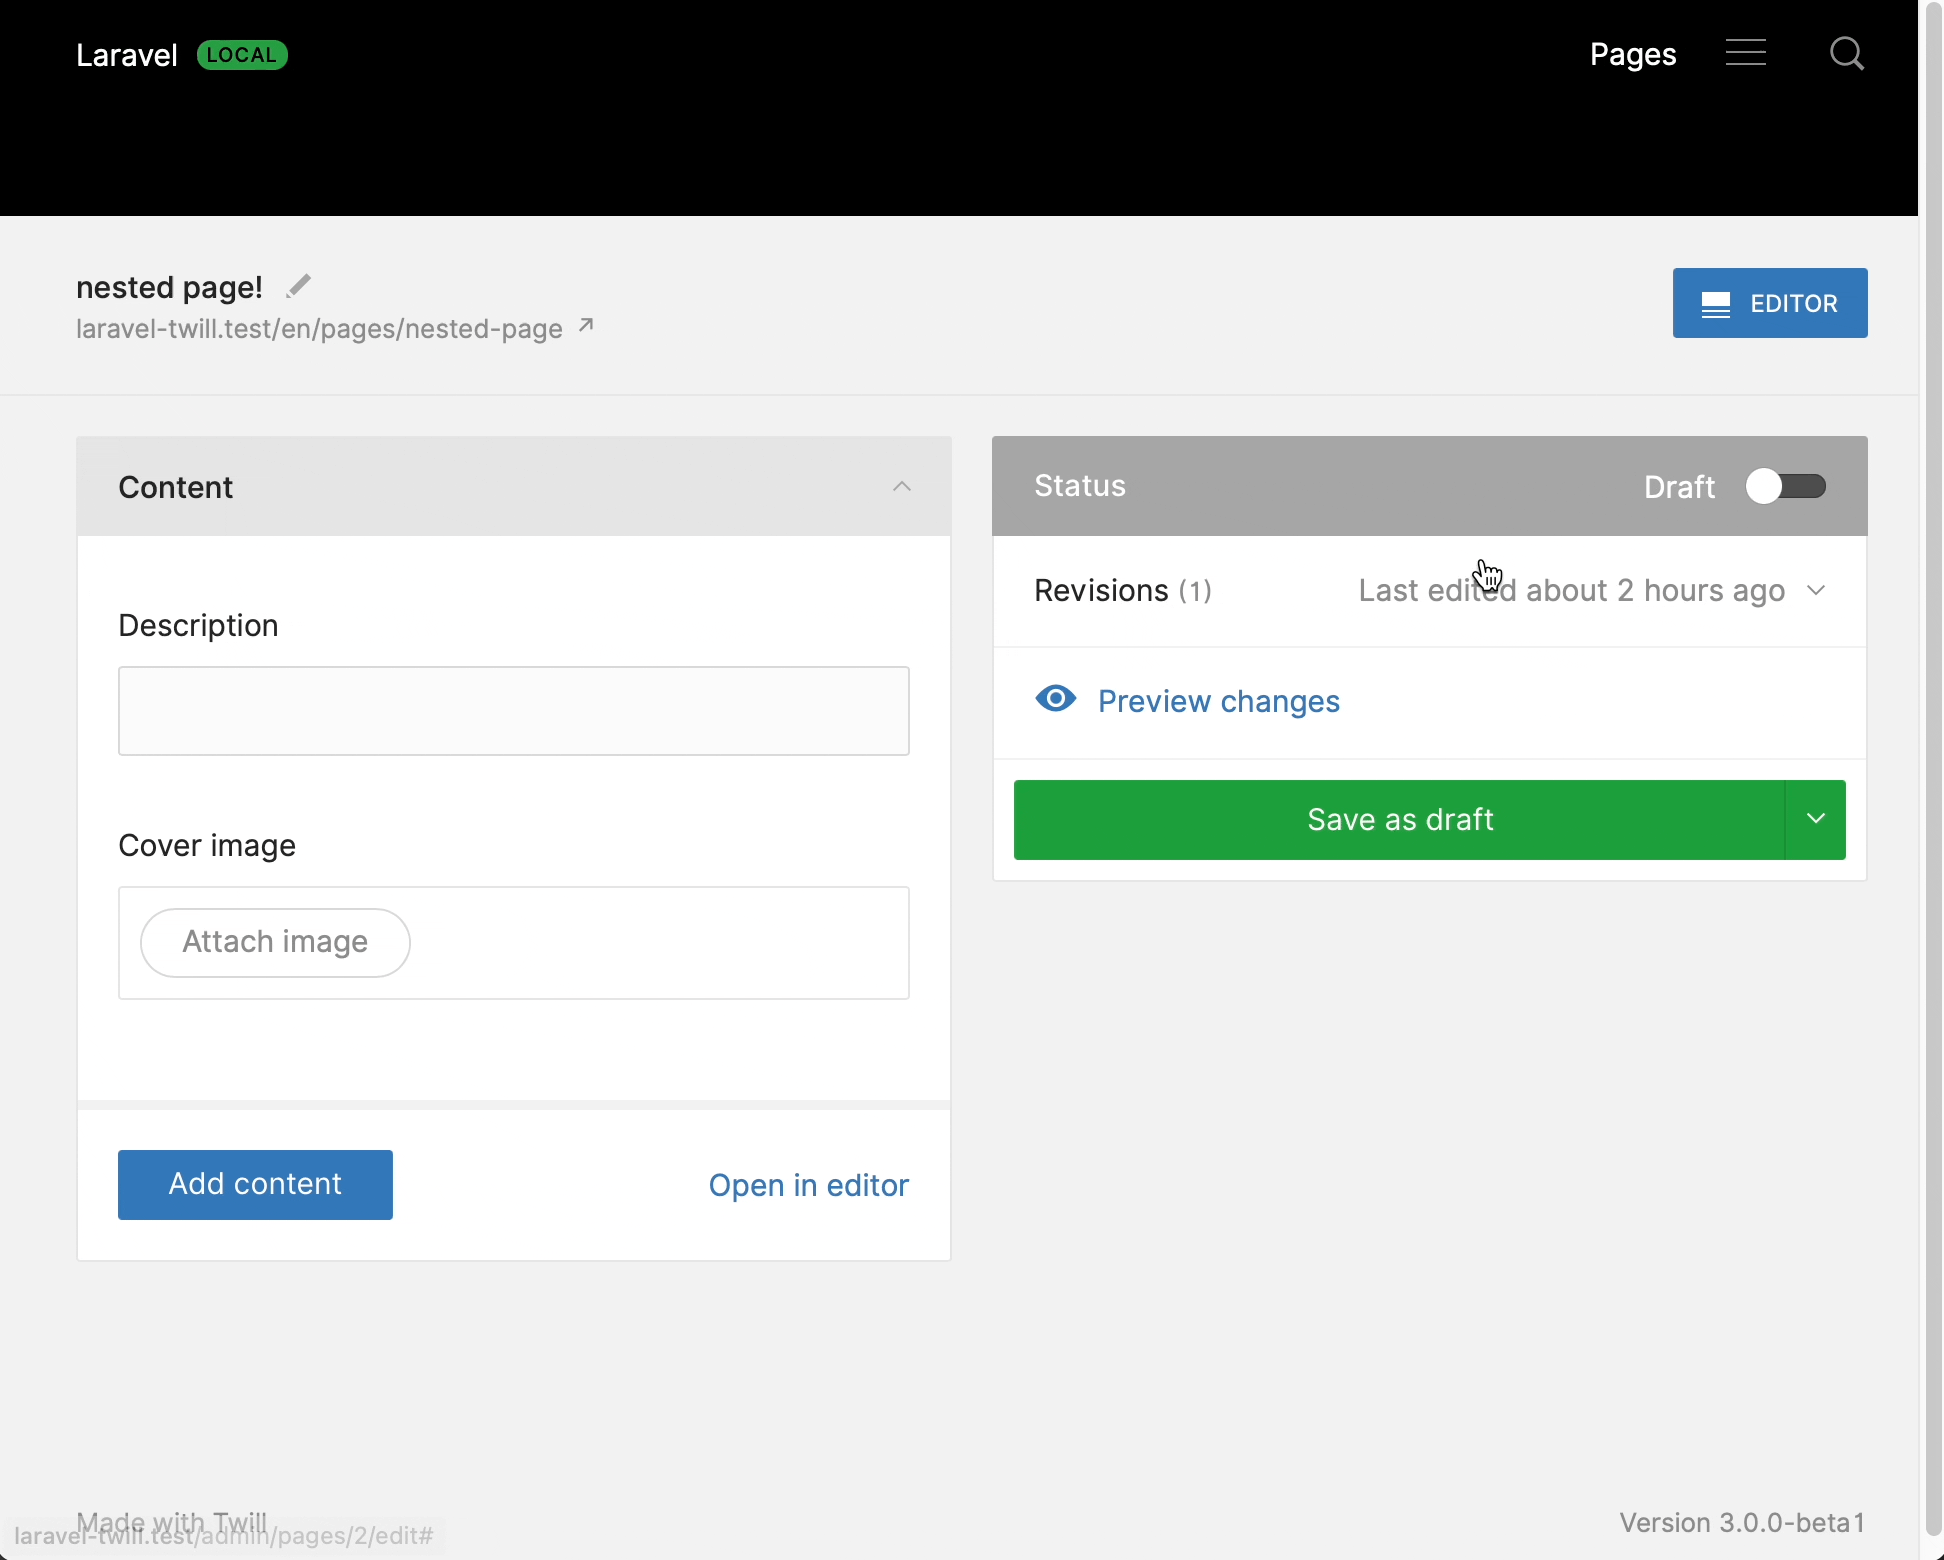 Laravel LOCAL Pages
nested page!
laravel-twill.test/en/pages/nested-page
EDITOR
Content
Description
Cover image
Attach image
Add content Open in editor
Status Draft
Revisions (1) Last edited about 2 hours ago
Preview changes
Save as draft
Made with Twill
laravel-twill.test/admin/pages/2/edit#
Version 3.0.0-beta1